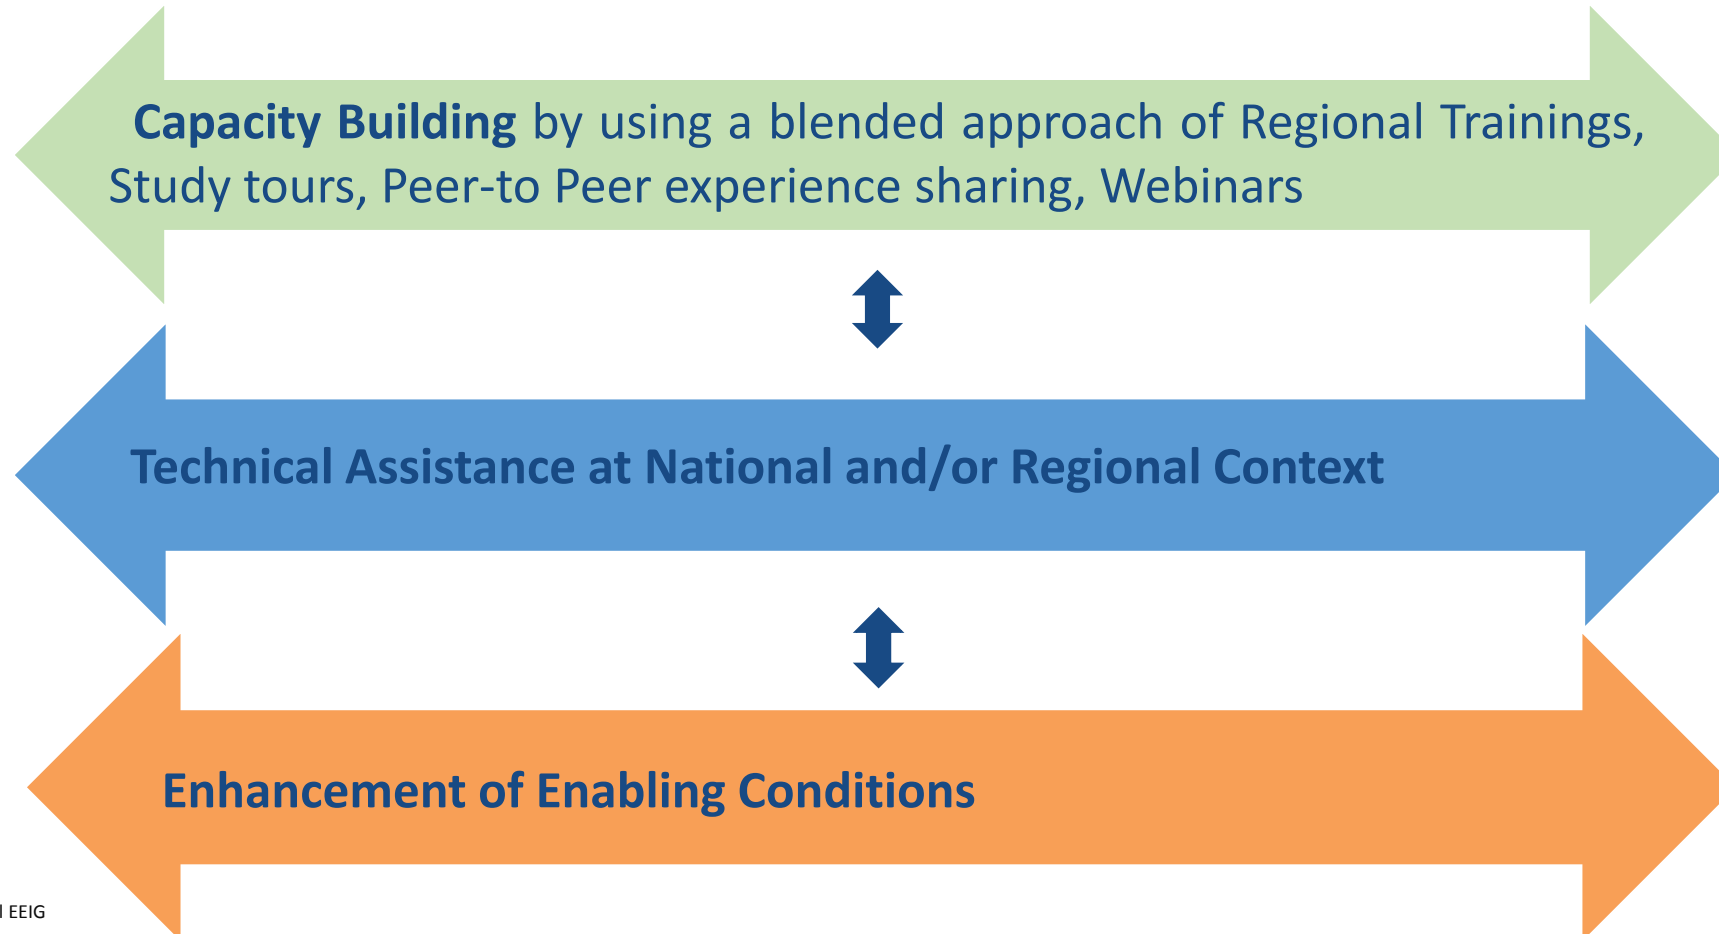 Capacity Building by using a blended approach of Regional Trainings,
Study tours, Peer-to Peer experience sharing, Webinars
Technical Assistance at National and/or Regional Context
Enhancement of Enabling Conditions
EEIG